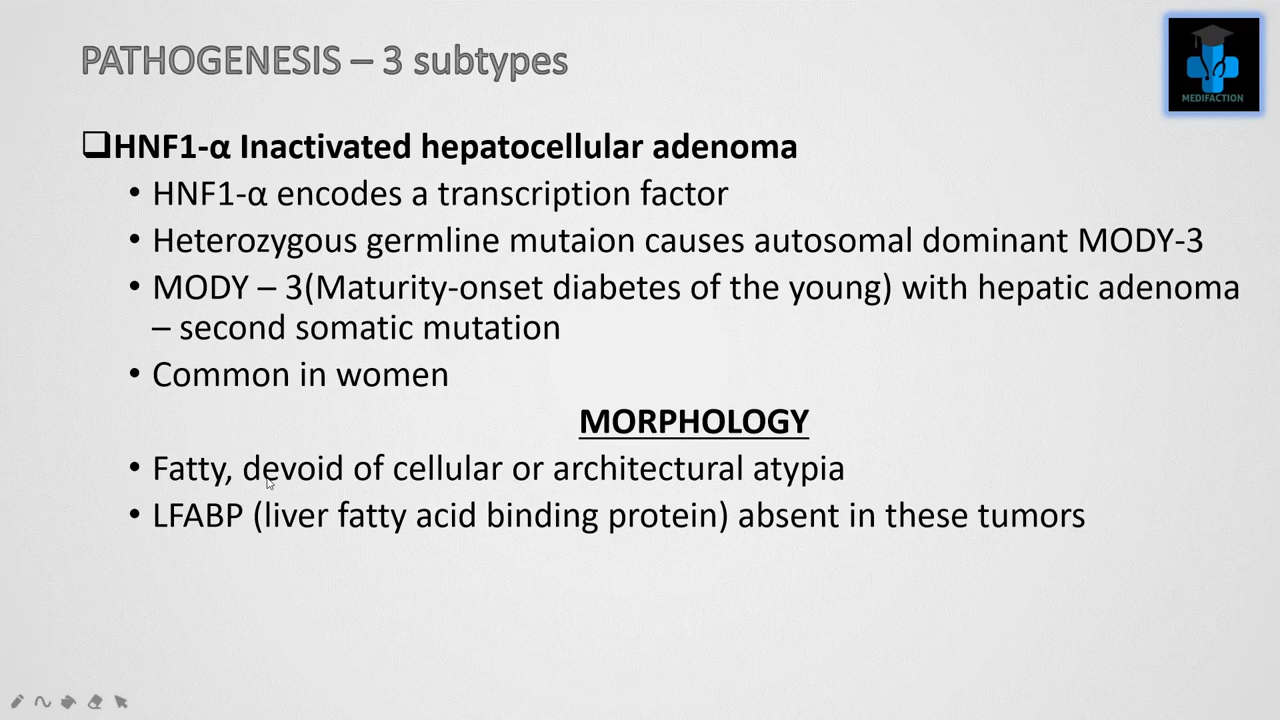 PATHOGENESIS – 3 subtypes
MEDIFACTION
❑HNF1-α Inactivated hepatocellular adenoma
• HNF1-α encodes a transcription factor
• Heterozygous germline mutaion causes autosomal dominant MODY-3
• MODY – 3(Maturity-onset diabetes of the young) with hepatic adenoma
– second somatic mutation
• Common in women
MORPHOLOGY
• Fatty, devoid of cellular or architectural atypia
• LFABP (liver fatty acid binding protein) absent in these tumors